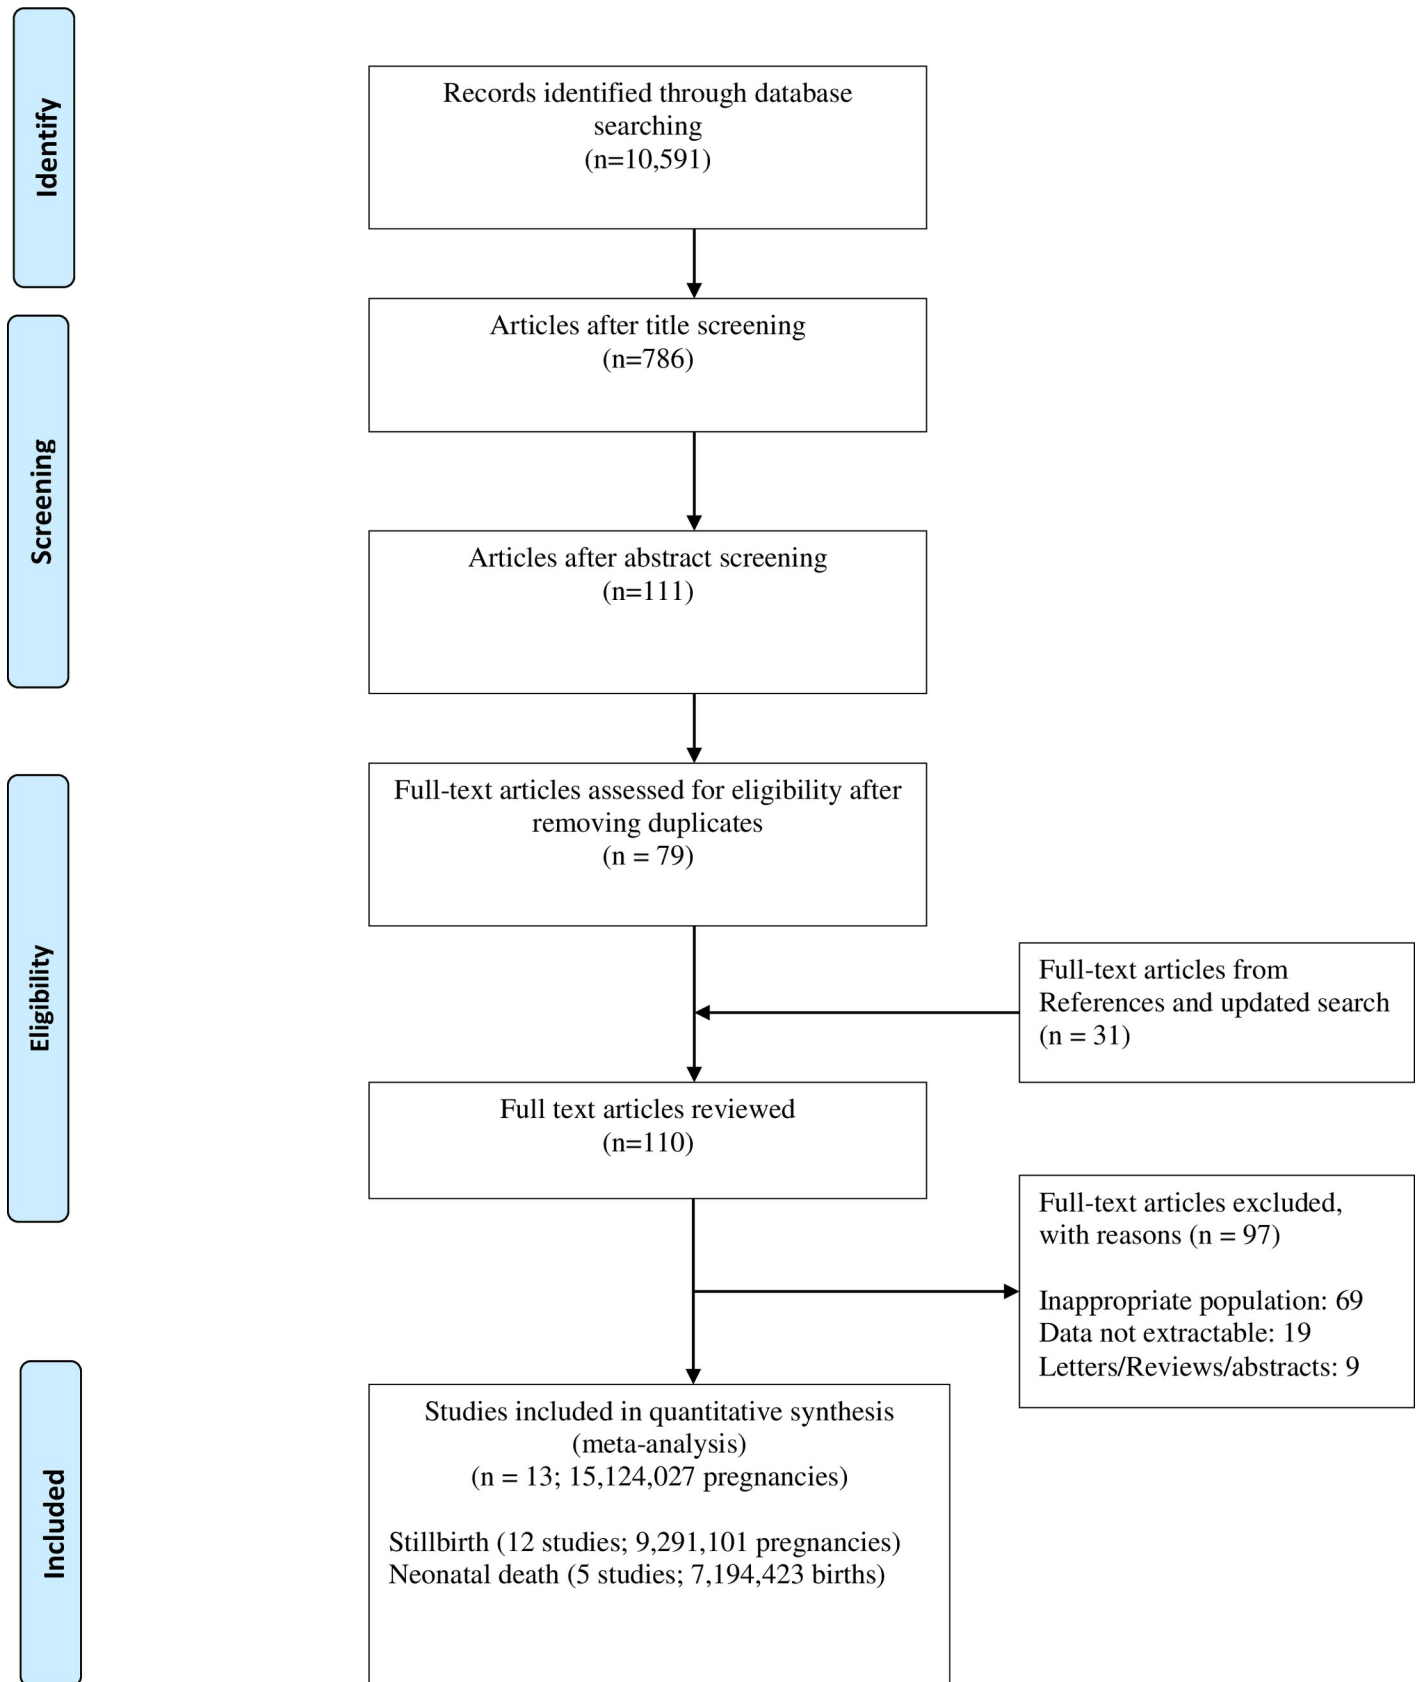 Identify
Records identified through database
searching
(n=10,591)
Screening
Articles after title screening
(n=786)
Articles after abstract screening
(n=111)
Eligibility
Full-text articles assessed for eligibility after
removing duplicates
(n = 79)
Full-text articles from
References and updated search
(n = 31)
Full text articles reviewed
(n=110)
Full-text articles excluded,
with reasons (n = 97)
Inappropriate population: 69
Data not extractable: 19
Letters/Reviews/abstracts: 9
Included
Studies included in quantitative synthesis
(meta-analysis)
(n = 13; 15,124,027 pregnancies)
Stillbirth (12 studies; 9,291,101 pregnancies)
Neonatal death (5 studies; 7,194,423 births)